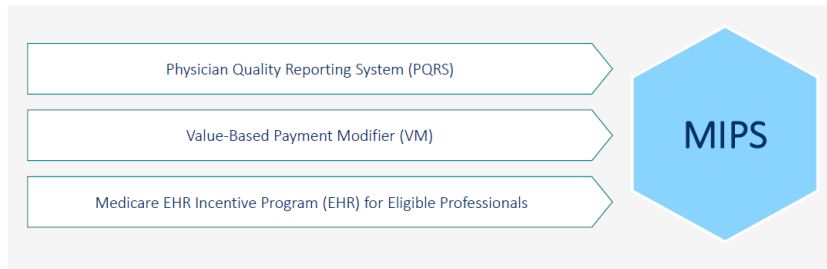 Physician Quality Reporting System (PQRS)
Value-Based Payment Modifier (VM)
Medicare EHR Incentive Program (EHR) for Eligible Professionals
MIPS